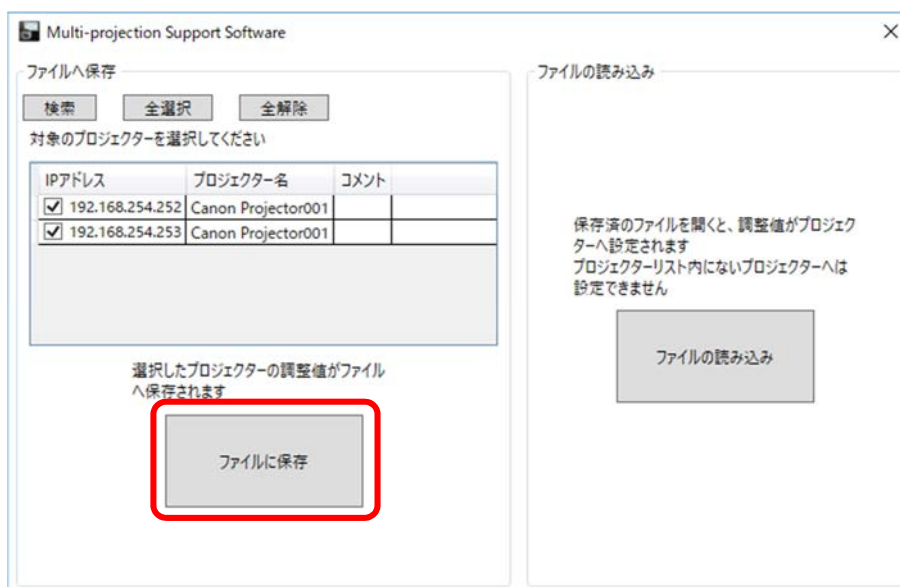 Multi-projection Support Software
ファイルへ保存
検索 全選択 全解除
対象のプロジェクターを選択してください
IPアドレス プロジェクター名 コメント
192.168.254.252 Canon Projector001
192.168.254.253 Canon Projector001
選択したプロジェクターの調整値がファイル
へ保存されます
ファイルに保存
ファイルの読み込み
保存済のファイルを開くと、調整値がプロジェク
ターへ設定されます
プロジェクターリスト内にないプロジェクターへは
設定できません
ファイルの読み込み